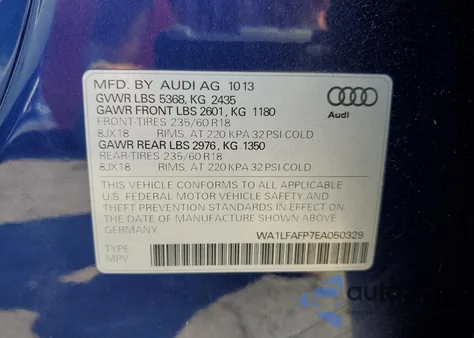 MFD. BY AUDI AG 10 13
GVWR LBS 5368, KG 2435
GAWR FRONT LBS 2601, KG 1180
FRONT-TIRES 235/60 R18
8JX18 RIMS, AT 220 KPA 32 PSI-COLD
GAWR REAR LBS 2976, KG 1350
REAR-TIRES 235/60 R18
8JX18 RIMS, AT 220 KPA 32 PSI-COLD
THIS VEHICLE CONFORMS TO ALL APPLICABLE
U.S. FEDERAL MOTOR VEHICLE SAFETY AND
THEFT PREVENTION STANDARDS IN EFFECT ON
THE DATE OF MANUFACTURE SHOWN ABOVE
GERMANY
WA1LFAFP7EA050329
TYPE:
MPV
Audi